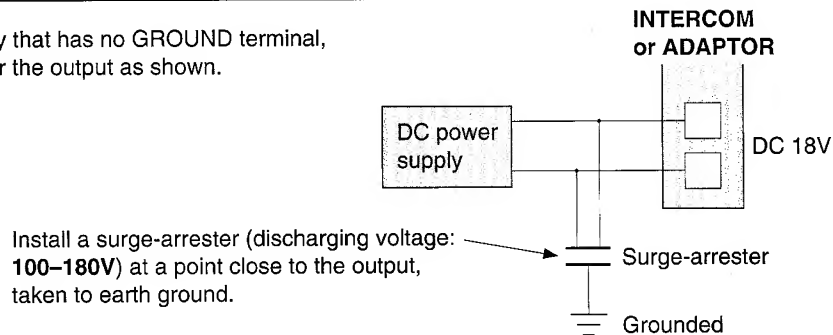 that has no GROUND terminal,
the output as shown.
INTERCOM
or ADAPTOR
DC power
supply
DC 18V
Install a surge-arrester (discharging voltage:
100–180V) at a point close to the output,
taken to earth ground.
Surge-arrester
Grounded